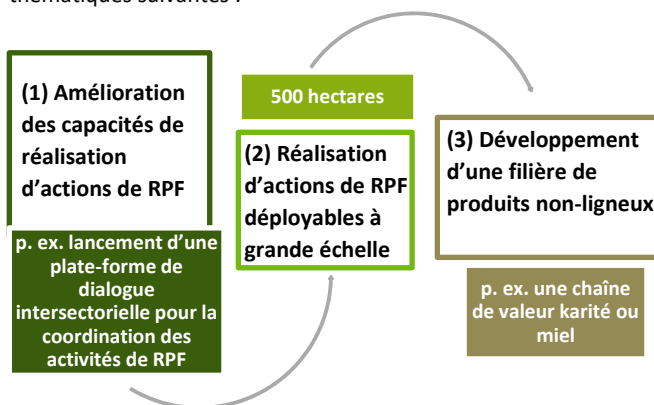 thématiques suivantes :
(1) Amélioration
des capacités de
réalisation
d’actions de RPF
p. ex. lancement d’une
plate-forme de
dialogue
intersectorielle pour la
coordination des
activités de RPF
500 hectares
(2) Réalisation
d’actions de RPF
déployables à
grande échelle
(3) Développement
d’une filière de
produits non-ligneux
p. ex. une chaîne
de valeur karité ou
miel